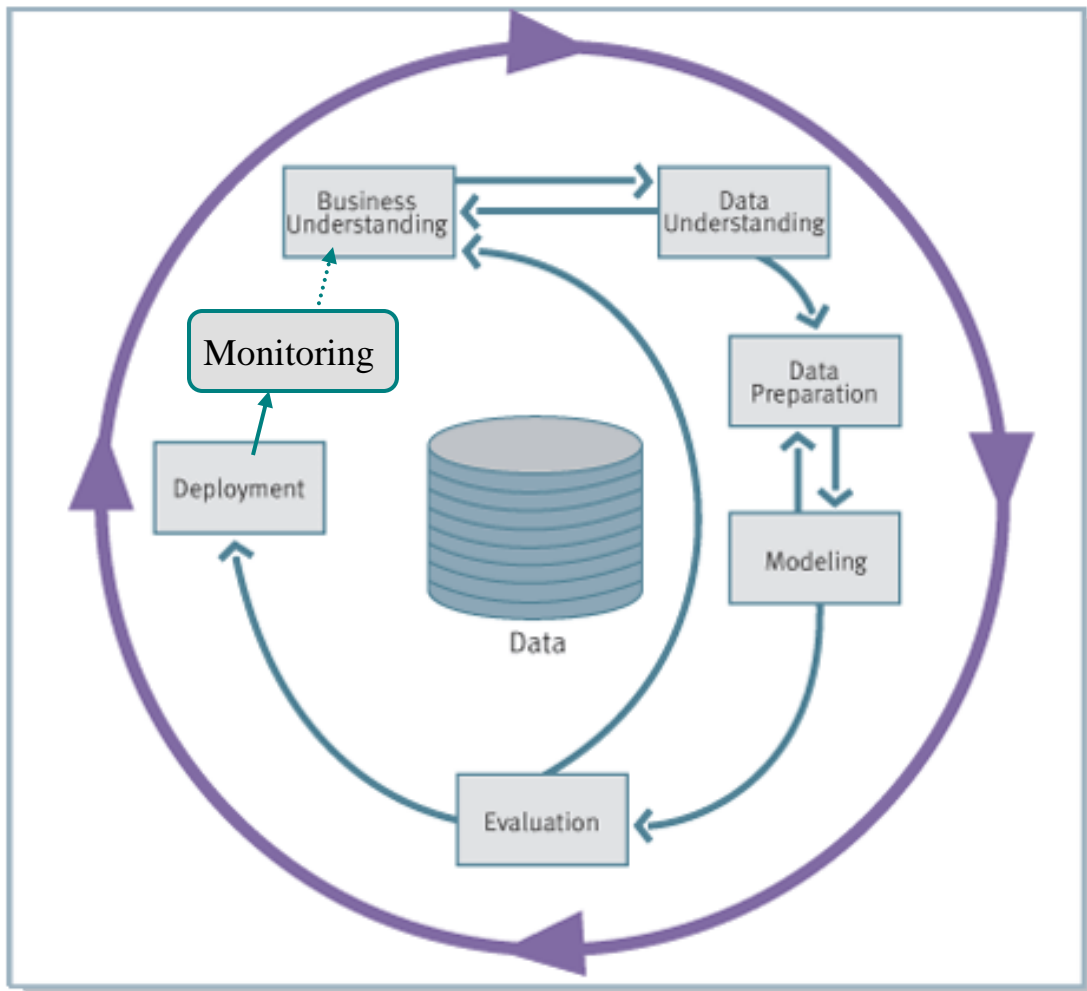 Business
Understanding
Data
Understanding
Monitoring
Data
Preparation
Deployment
Modeling
Data
Evaluation